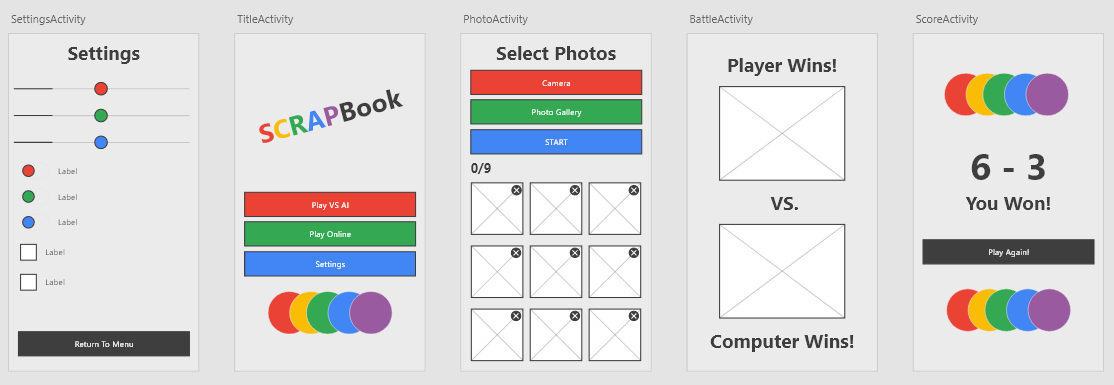 SettingsActivity
Settings
Label
Label
Label
Label
Label
Return To Menu
TitleActivity
SCRAPBook
Play VS AI
Play Online
Settings
PhotoActivity
Select Photos
Camera
Photo Gallery
START
0/9
BattleActivity
Player Wins!
VS.
Computer Wins!
ScoreActivity
6 - 3
You Won!
Play Again!